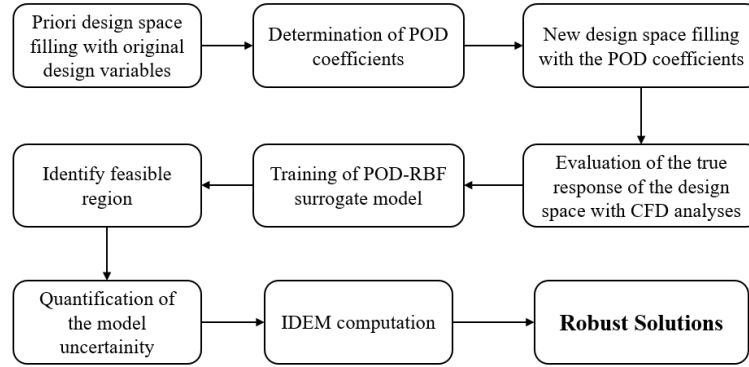 Priori design space
filling with original
design variables
Determination of POD
coefficients
New design space filling
with the POD coefficients
Evaluation of the true
response of the design
space with CFD analyses
Training of POD-RBF
surrogate model
Identify feasible
region
Quantification of
the model
uncertainity
IDEM computation
Robust Solutions